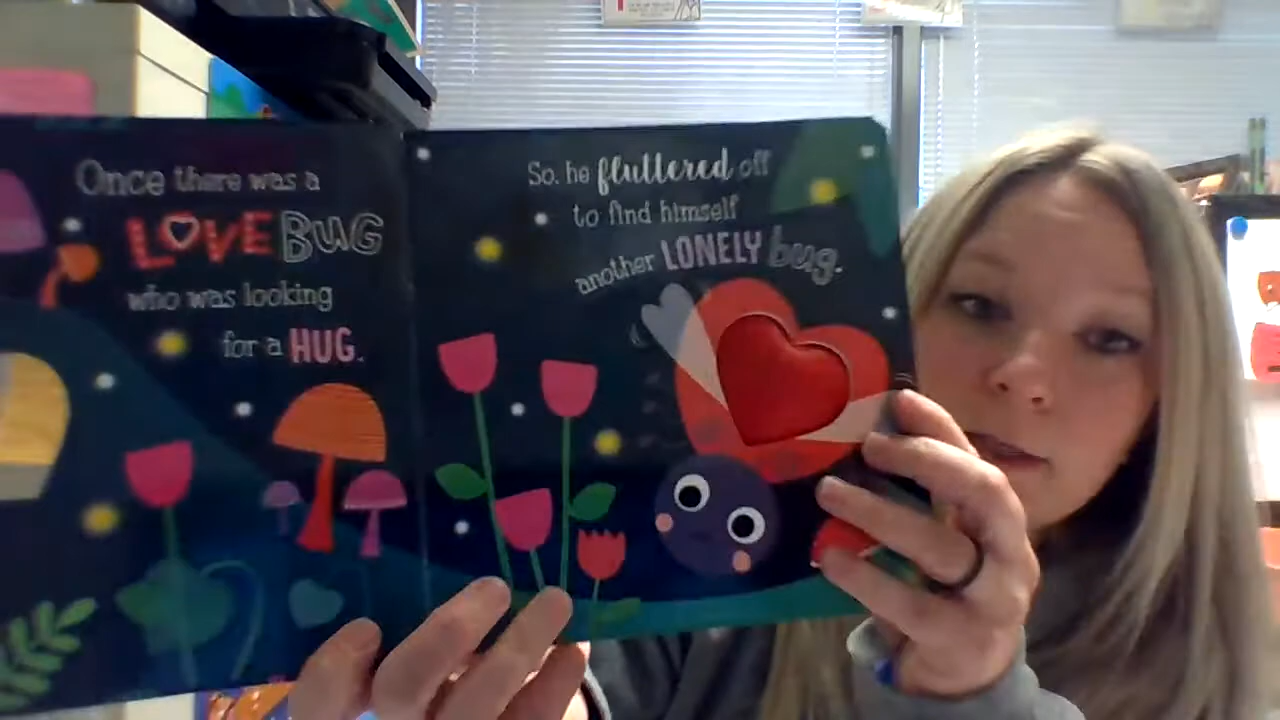 Once there was a
LOVE BUG
who was looking
for a HUG.
So, he fluttered off
to find himself
another LONELY bug.